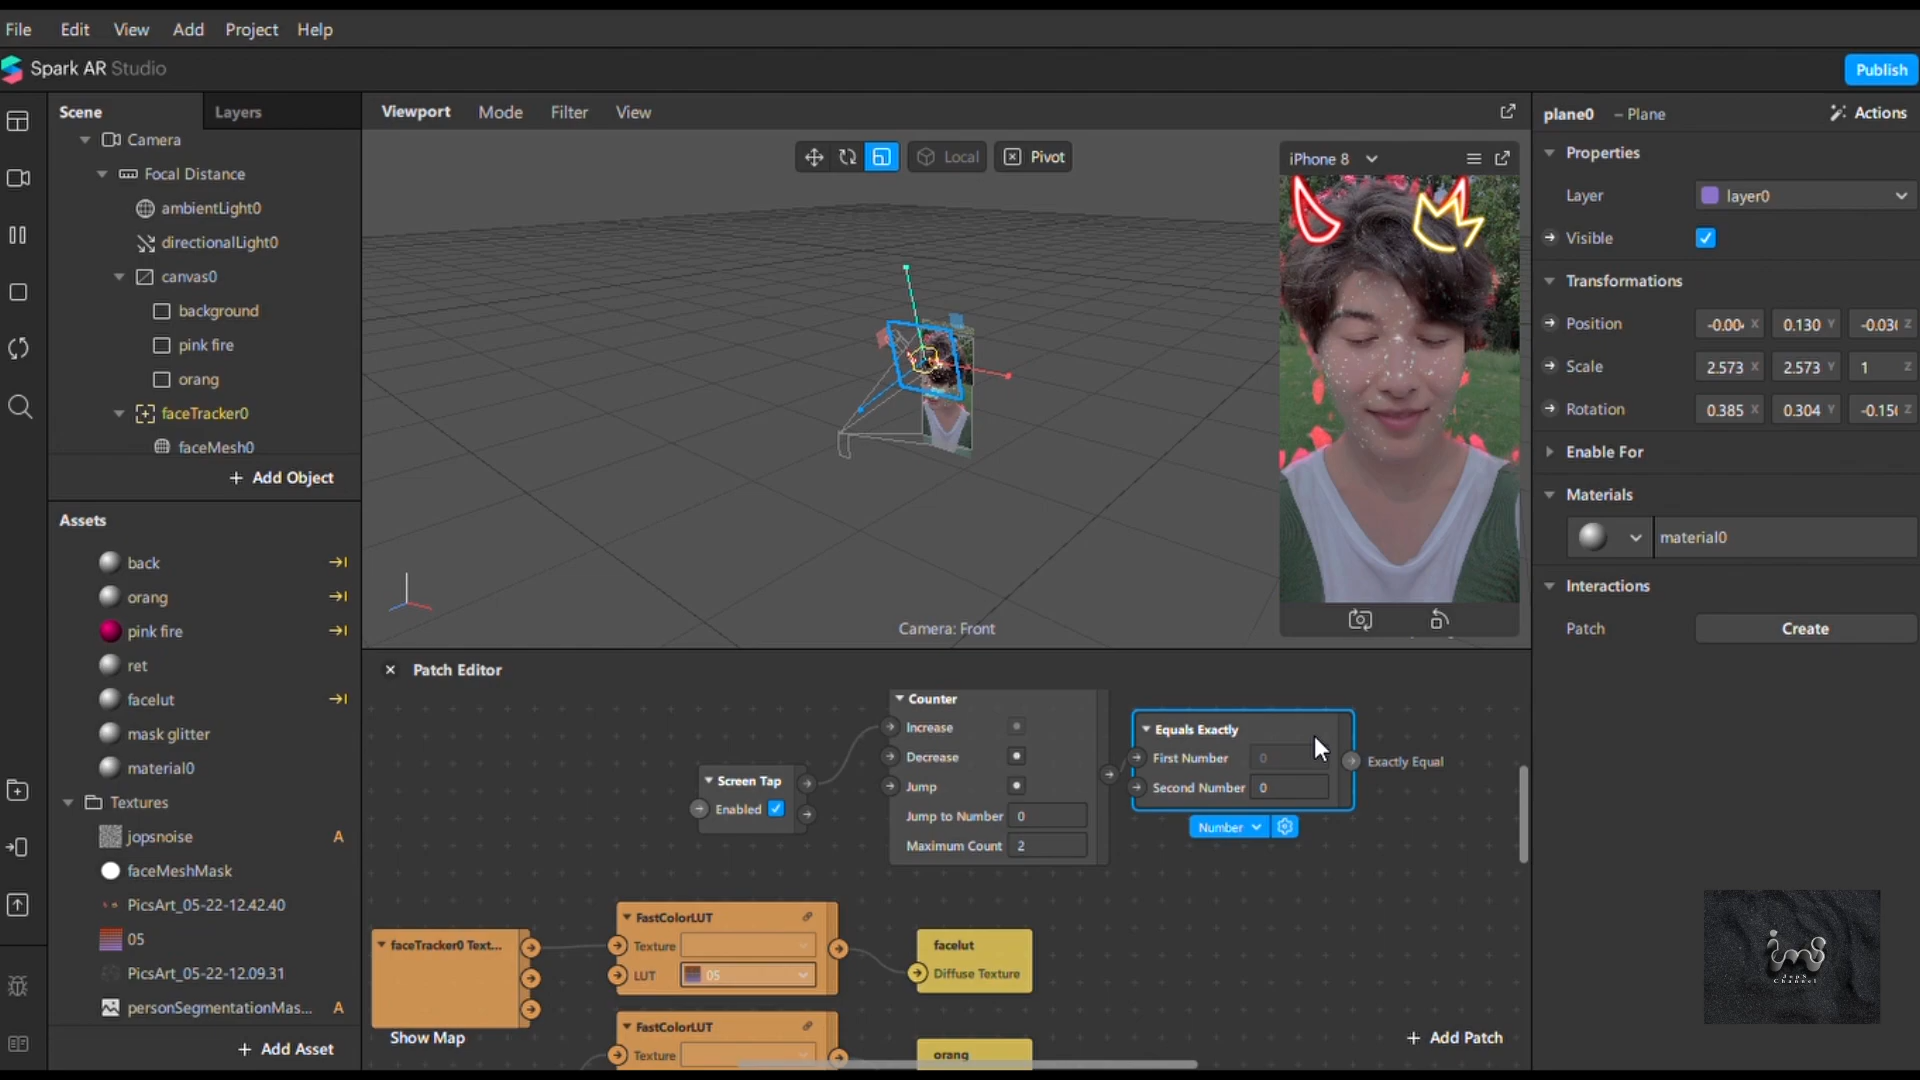 File Edit View Add Project Help
Spark AR Studio
Publish
Scene Layers
Camera
Focal Distance
ambientLight0
directionalLight0
canvas0
background
pink fire
orang
faceTracker0
faceMesh0
+ Add Object
Assets
back
orang
pink fire
ret
facelut
mask glitter
material0
Textures
jopsnoise A
faceMeshMask
PicsArt_05-22-12.42.40
05
PicsArt_05-22-12.09.31
personSegmentationMas... A
+ Add Asset
Viewport Mode Filter View
Local Pivot
iPhone 8
Camera: Front
plane0 – Plane Actions
Properties
Layer layer0
Visible
Transformations
Position -0.00 X 0.130 Y -0.03 Z
Scale 2.573 X 2.573 Y 1 Z
Rotation 0.385 X 0.304 Y -0.15 Z
Enable For
Materials
material0
Interactions
Patch Create
Patch Editor
Screen Tap
Enabled
Counter
Increase
Decrease
Jump
Jump to Number 0
Maximum Count 2
Equals Exactly
First Number 0
Second Number 0
Exactly Equal
Number
faceTracker0 Text...
FastColorLUT
Texture
LUT 05
facelut
Diffuse Texture
FastColorLUT
Texture
orang
Show Map
+ Add Patch
JopS
Channel